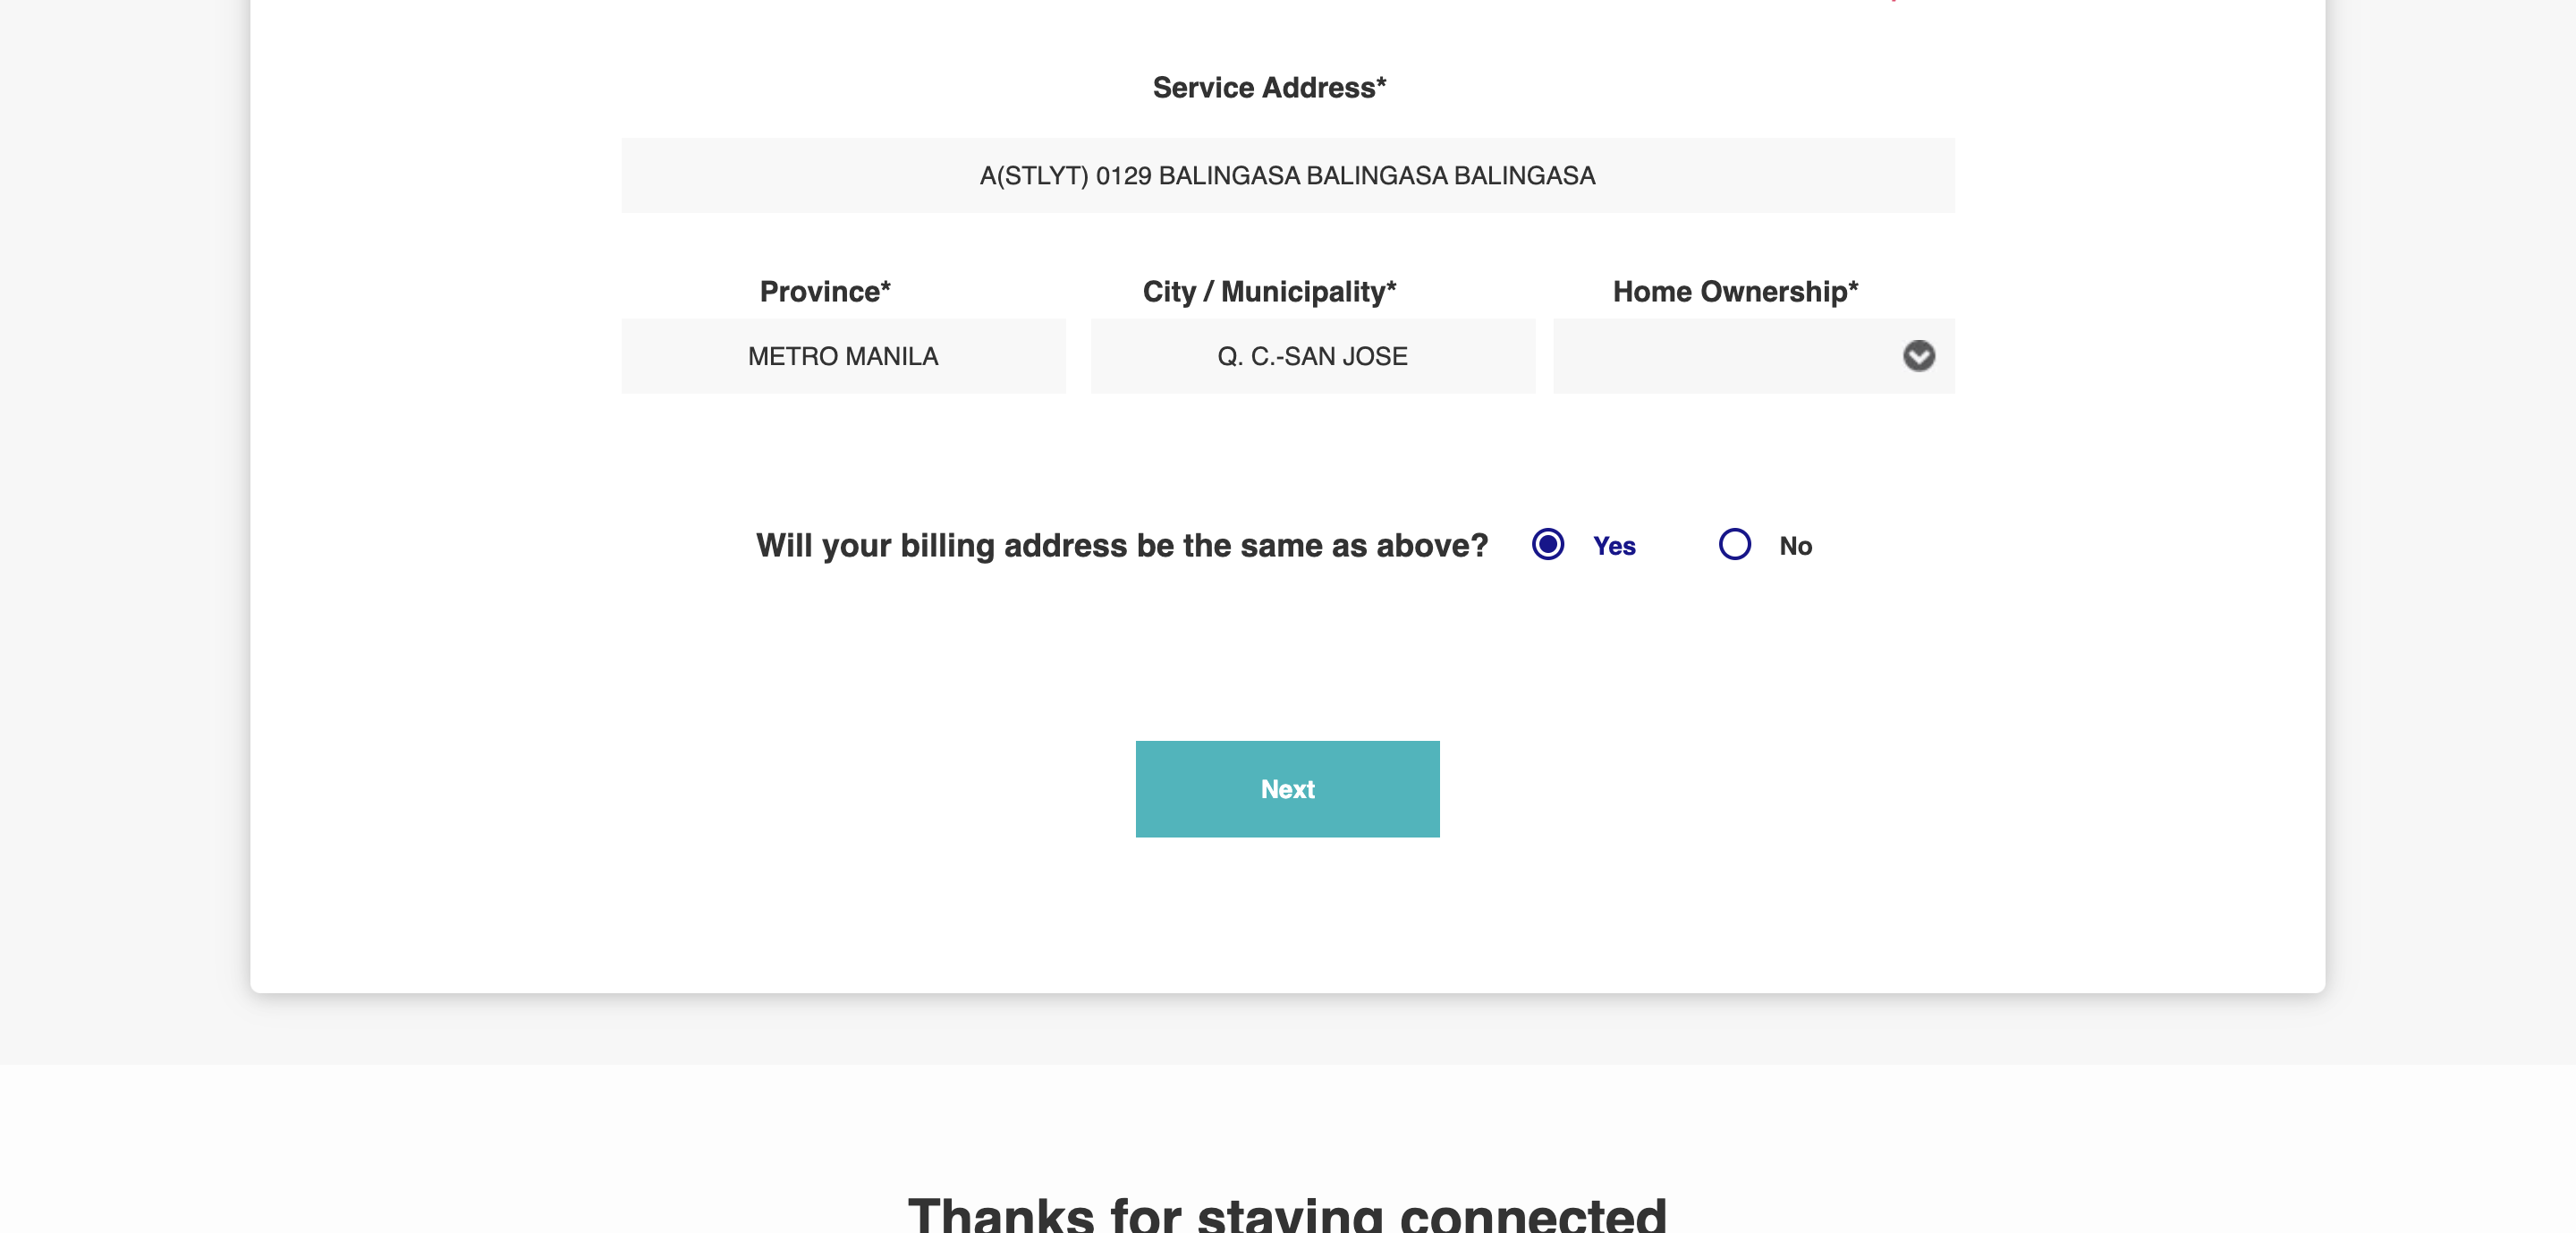 Service Address*
A(STLYT) 0129 BALINGASA BALINGASA BALINGASA
Province* City / Municipality* Home Ownership*
METRO MANILA Q. C.-SAN JOSE
Will your billing address be the same as above? Yes No
Next
Thanks for staying connected